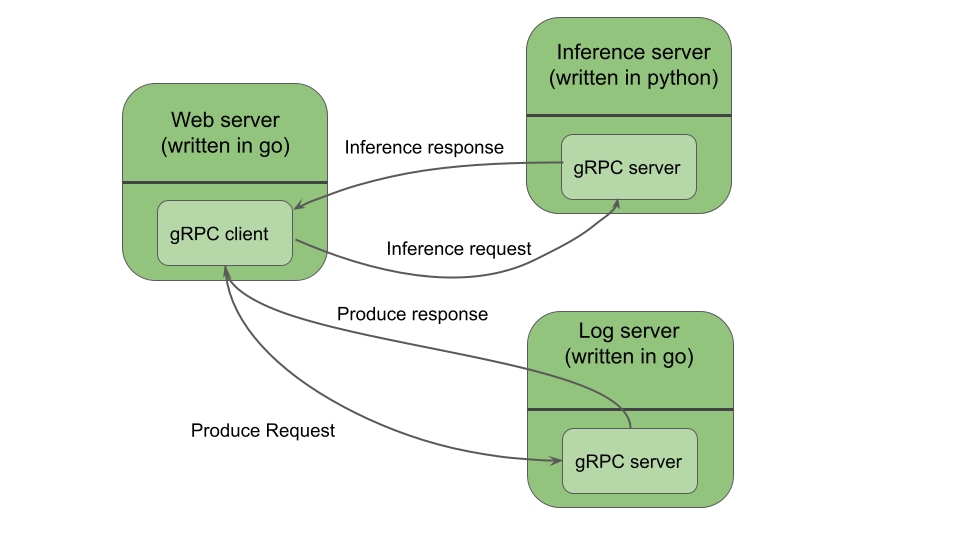 Inference server
(written in python)
gRPC server
Web server
(written in go)
gRPC client
Inference response
Inference request
Produce response
Produce Request
Log server
(written in go)
gRPC server